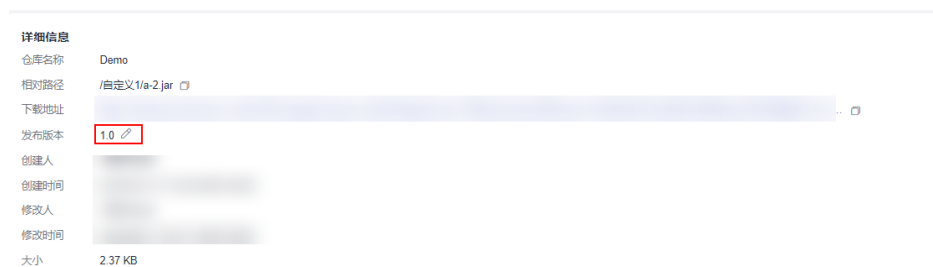 详细信息
仓库名称 Demo
相对路径 /自定义1/a-2.jar
下载地址 ..
发布版本 1.0
创建人
创建时间
修改人
修改时间
大小 2.37 KB